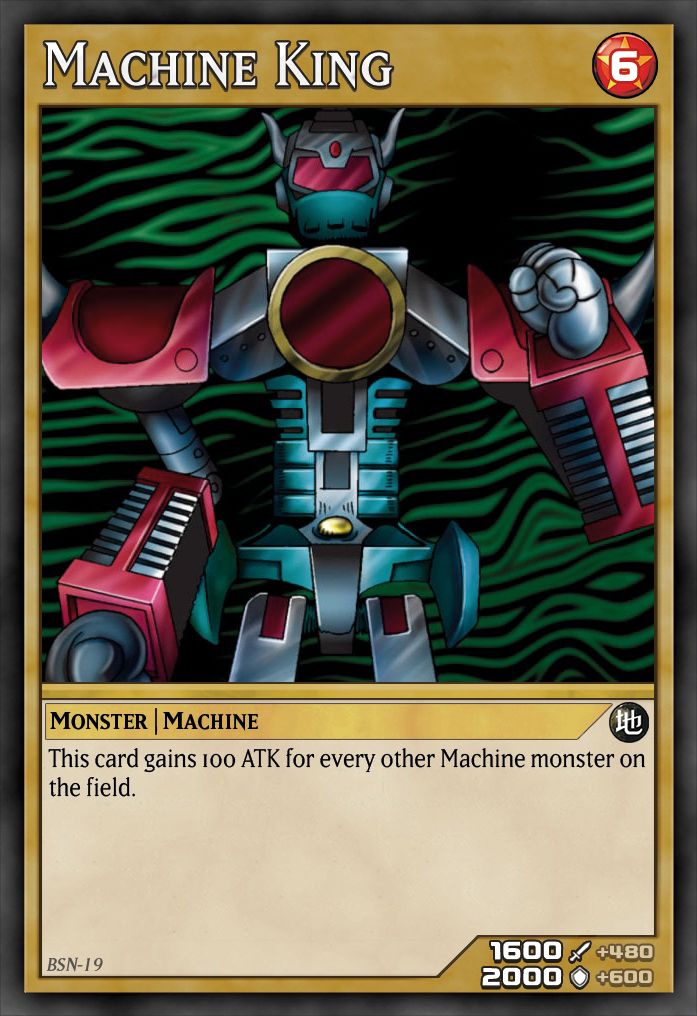 Machine King
6
Monster | Machine
This card gains 100 ATK for every other Machine monster on
the field.
BSN-19
1600 +480
2000 +600